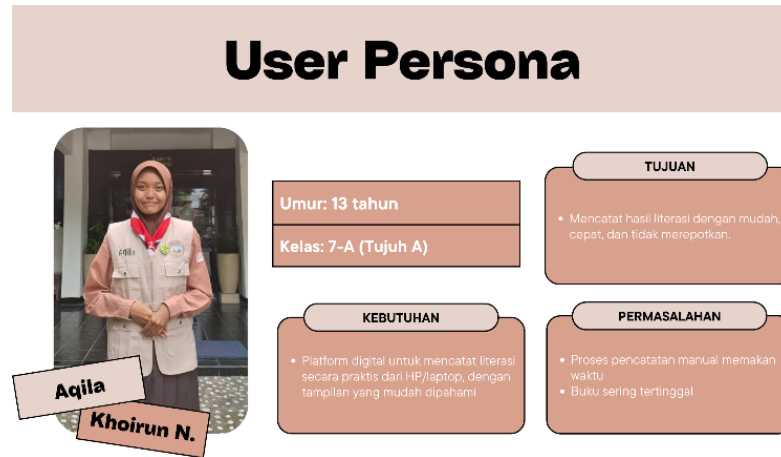 User Persona
Aqila
Umur: 13 tahun
Kelas: 7-A (Tujuh A)
TUJUAN
• Mencatat hasil literasi dengan mudah,
cepat, dan tidak merepotkan.
KEBUTUHAN
• Platform digital untuk mencatat literasi
secara praktis dari HP/laptop, dengan
tampilan yang mudah dipahami
PERMASALAHAN
• Proses pencatatan manual memakan
waktu
• Buku sering tertinggal
Aqila
Khoirun N.